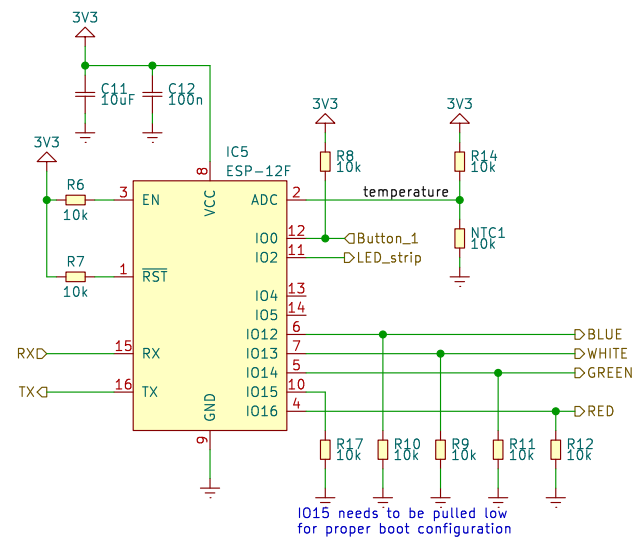 3V3
C11
10uF
C12
100n
3V3
3V3
3V3
IC5
ESP-12F
R8
10k
R14
10k
8
VCC
R6
10k
3
EN
ADC
2
temperature
NTC1
10k
IO0
12
Button_1
IO2
11
LED_strip
R7
10k
1
RST
IO4
13
IO5
14
IO12
6
BLUE
RX
15
RX
IO13
7
WHITE
IO14
5
GREEN
TX
16
TX
IO15
10
GND
IO16
4
RED
9
R17
10k
R10
10k
R9
10k
R11
10k
R12
10k
IO15 needs to be pulled low
for proper boot configuration